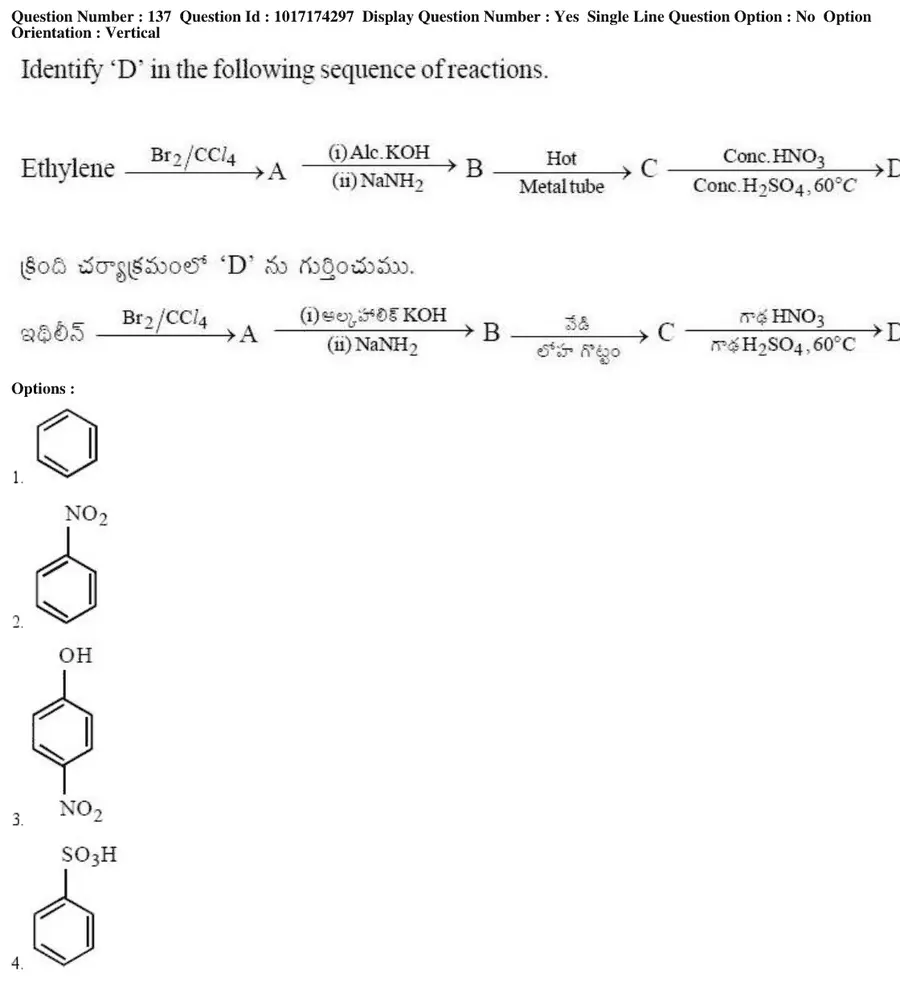 Question Number : 137 Question Id : 1017174297 Display Question Number : Yes Single Line Question Option : No Option
Orientation : Vertical
Identify ‘D’ in the following sequence of reactions.
Ethylene Br2/CCl4 → A (i) Alc.KOH (ii) NaNH2 → B Hot Metal tube → C Conc.HNO3 Conc.H2SO4, 60°C → D
క్రింది చర్యాక్రమంలో ‘D’ ను గుర్తించుము.
ఇథిలీన్ Br2/CCl4 → A (i) ఆల్కహాలిక్ KOH (ii) NaNH2 → B వేడి లోహ గొట్టం → C గాఢ HNO3 గాఢ H2SO4, 60°C → D
Options :
1.
NO2
2.
OH
NO2
3.
SO3H
4.